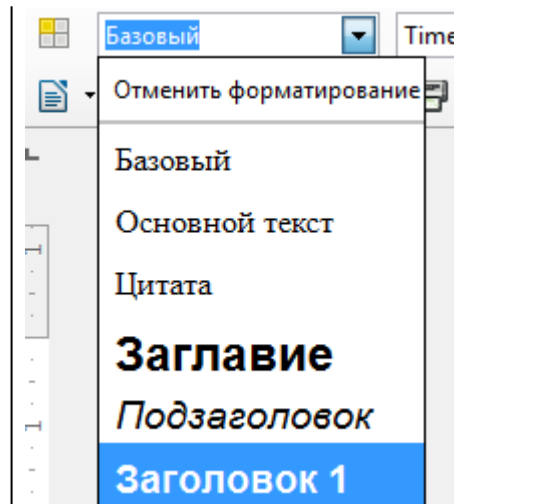 Базовый Time
Отменить форматирование
Базовый
Основной текст
Цитата
Заглавие
Подзаголовок
Заголовок 1